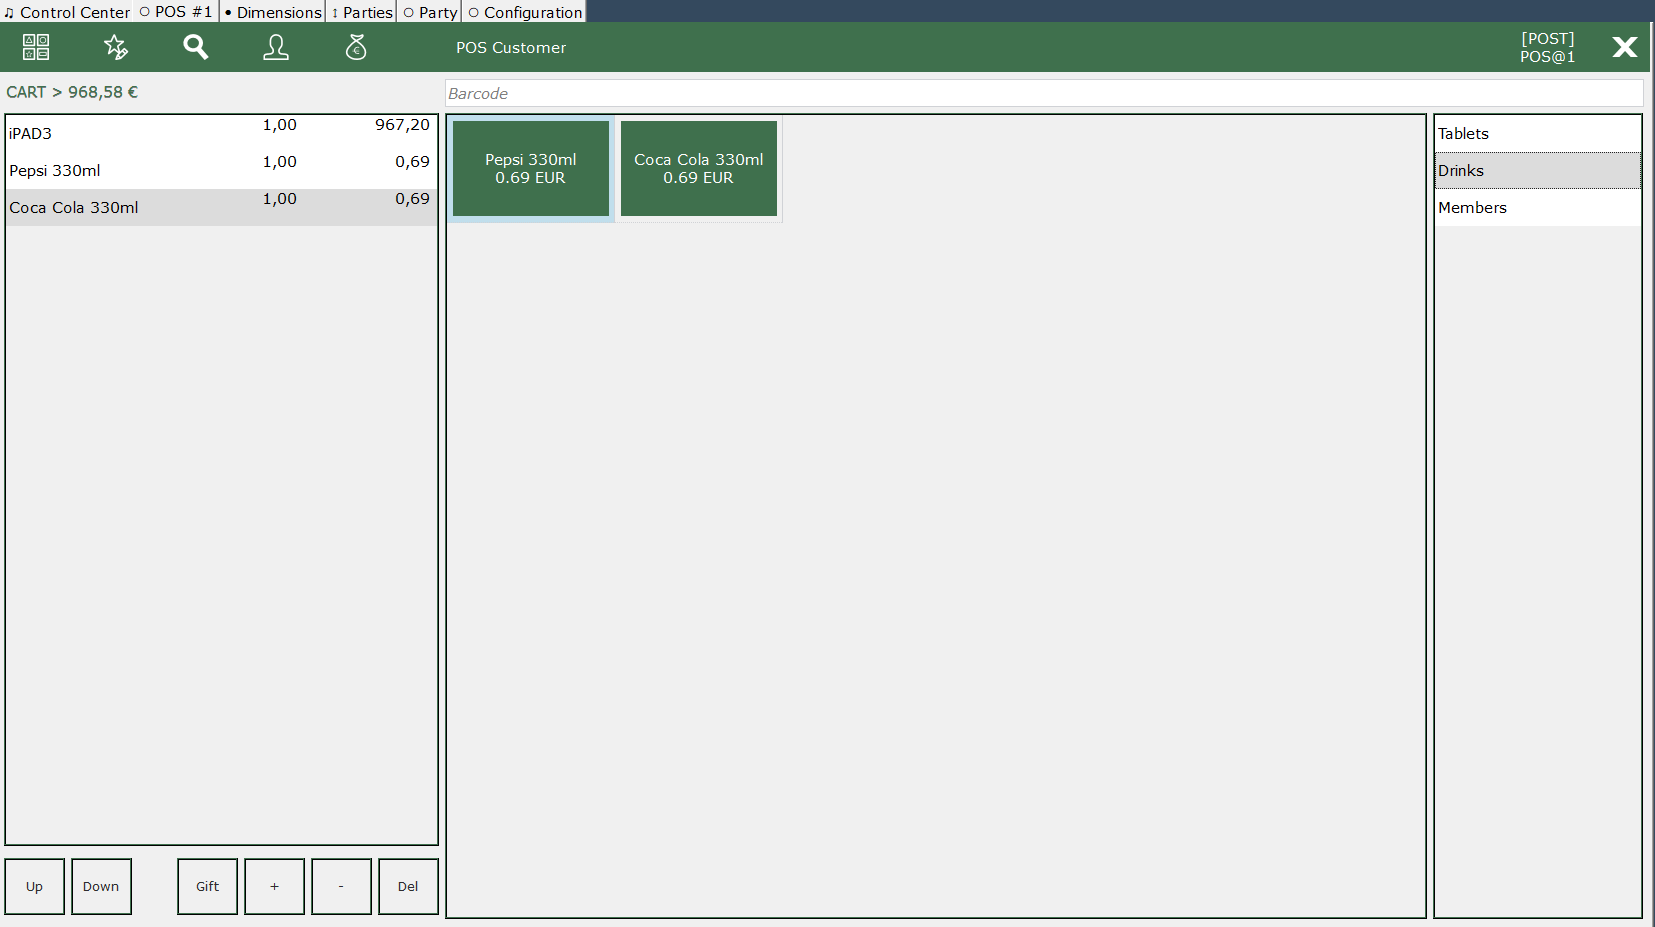 ♫ Control Center ○ POS #1 • Dimensions ↕ Parties ○ Party ○ Configuration
POS Customer
[POST]
POS@1
CART > 968,58 €
Barcode
iPAD3 1,00 967,20
Pepsi 330ml 1,00 0,69
Coca Cola 330ml 1,00 0,69
Pepsi 330ml
0.69 EUR
Coca Cola 330ml
0.69 EUR
Tablets
Drinks
Members
Up Down Gift + - Del